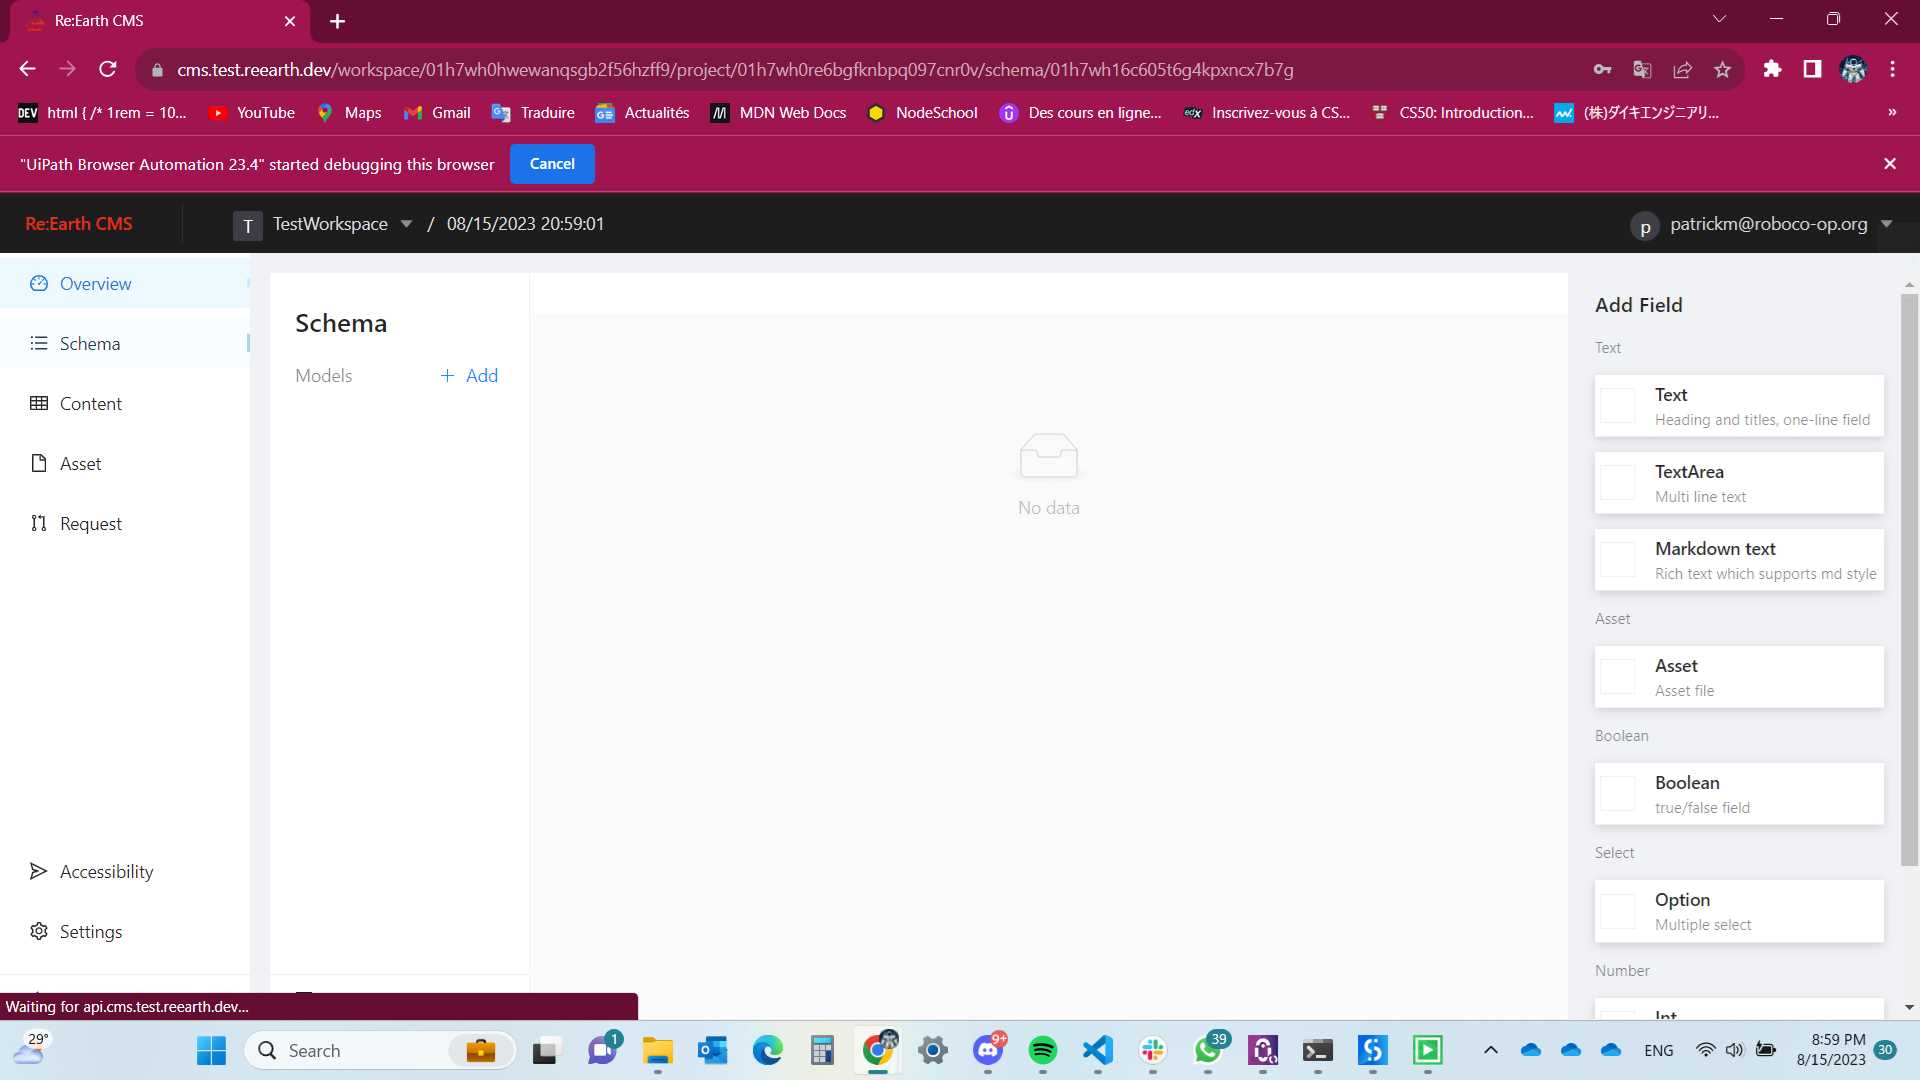 Re:Earth CMS
cms.test.reearth.dev/workspace/01h7wh0hwewanqsgb2f56hzff9/project/01h7wh0re6bgfknbpq097cnr0v/schema/01h7wh16c605t6g4kpxncx7b7g
DEV html { /* 1rem = 10... YouTube Maps Gmail Traduire Actualités MDN Web Docs NodeSchool Des cours en ligne... edX Inscrivez-vous à CS... CS50: Introduction... (株)ダイキエンジニアリ... »
"UiPath Browser Automation 23.4" started debugging this browser Cancel
Re:Earth CMS T TestWorkspace / 08/15/2023 20:59:01 p patrickm@roboco-op.org
Overview
Schema
Content
Asset
Request
Accessibility
Settings
Schema
Models + Add
No data
Add Field
Text
Text
Heading and titles, one-line field
TextArea
Multi line text
Markdown text
Rich text which supports md style
Asset
Asset
Asset file
Boolean
Boolean
true/false field
Select
Option
Multiple select
Number
Int
Waiting for api.cms.test.reearth.dev...
29° Search 1 9+ 39 ENG 8:59 PM 30
8/15/2023